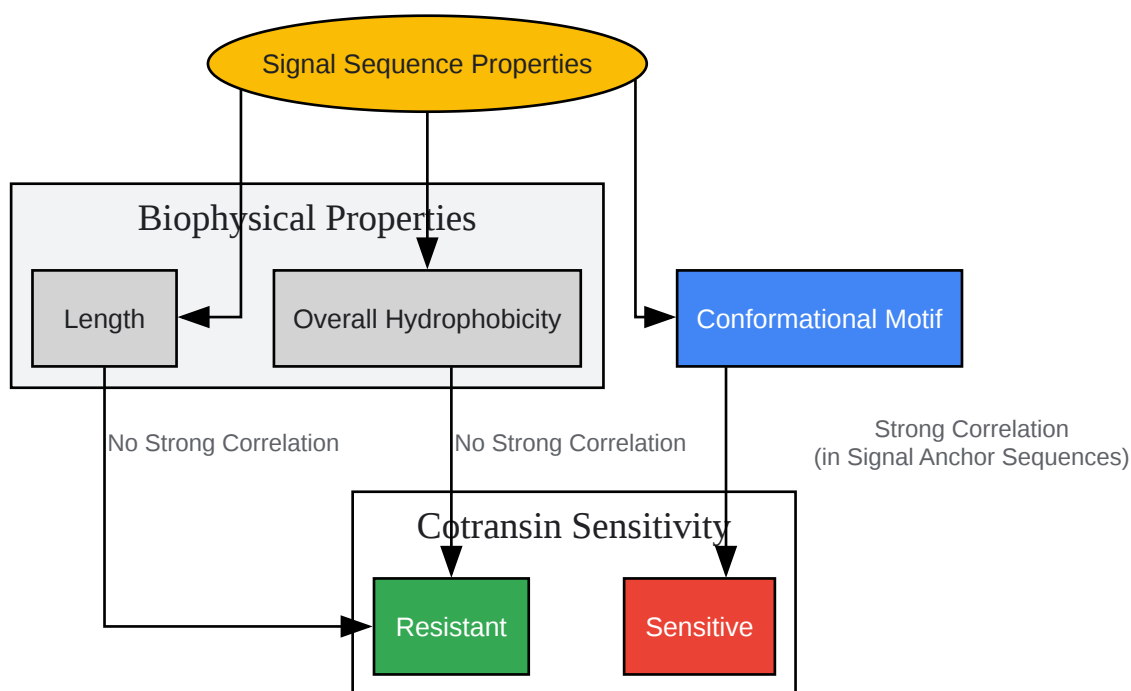 Signal Sequence Properties
Biophysical Properties
Length
Overall Hydrophobicity
Conformational Motif
No Strong Correlation
No Strong Correlation
Strong Correlation
(in Signal Anchor Sequences)
Cotransin Sensitivity
Resistant
Sensitive